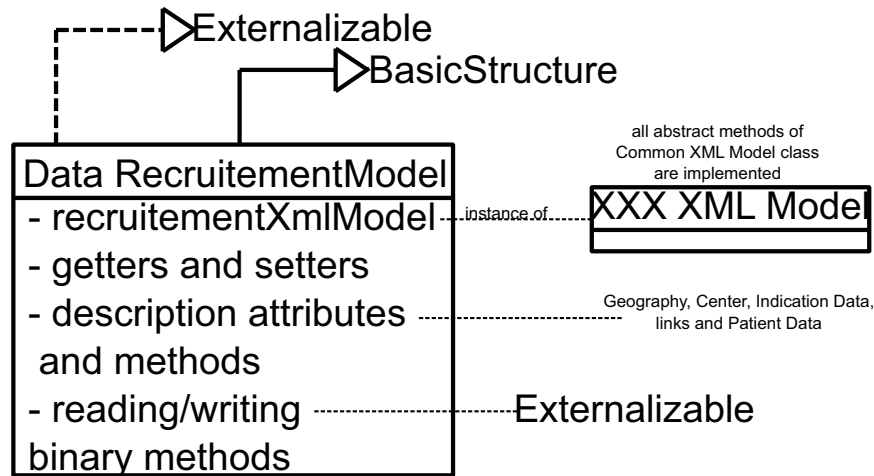 Externalizable
BasicStructure
all abstract methods of
Common XML Model class
are implemented
Data RecruitementModel
- recruitementXmlModel
instance of
XXX XML Model
- getters and setters
- description attributes
and methods
Geography, Center, Indication Data,
links and Patient Data
- reading/writing
binary methods
Externalizable